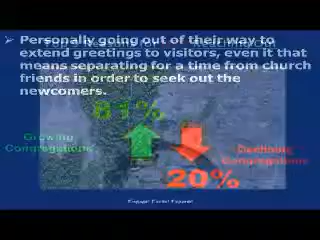 ➢ Personally going out of their way to
extend greetings to visitors, even it that
means separating for a time from church
friends in order to seek out the
newcomers.
81%
Growing
Congregations
Declining
Congregations
20%